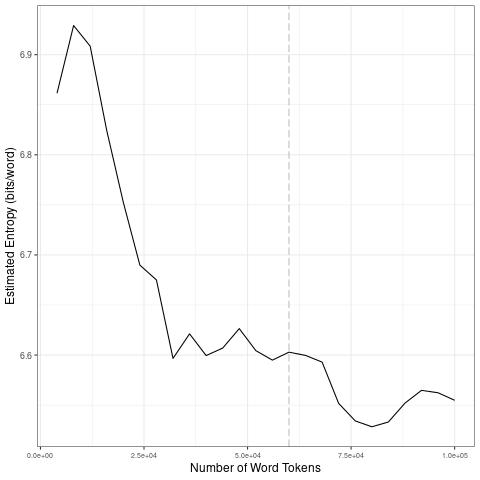 Estimated Entropy (bits/word)
6.9
6.8
6.7
6.6
0.0e+00 2.5e+04 5.0e+04 7.5e+04 1.0e+05
Number of Word Tokens